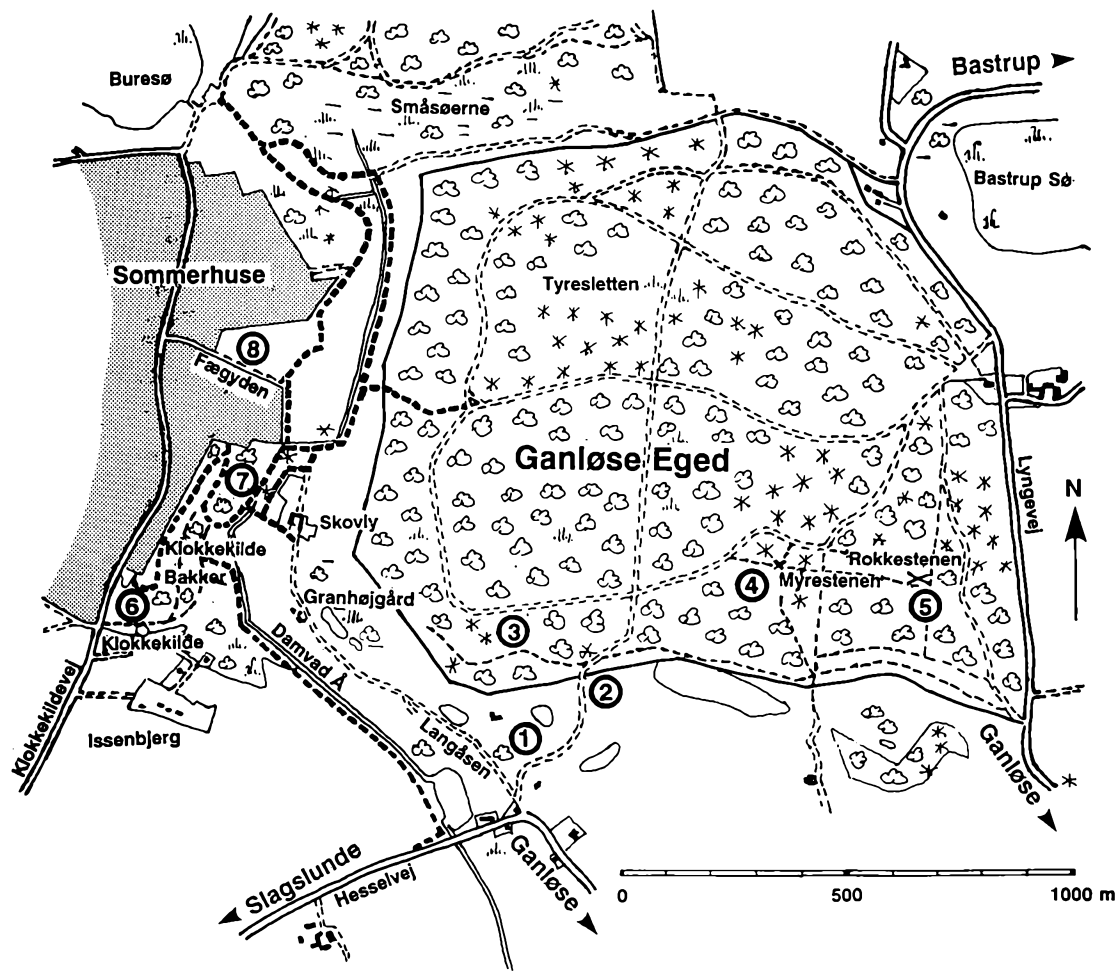 Buresø
Bastrup
Småsøerne
Bastrup Sø
Sommerhuse
Tyresletten
8
Fægyden
Ganløse Eged
Lyngevej
N
7
Skovly
Klokkekilde
Bakker
Rokkestenen
4
Myrestenen
5
6
Granhøjgård
3
Klokkekilde
Damvad Å
2
Klokkekildevej
Issenbjerg
Langåsen
1
Ganløse
Slagslunde
Hesselvej
Ganløse
0 500 1000 m